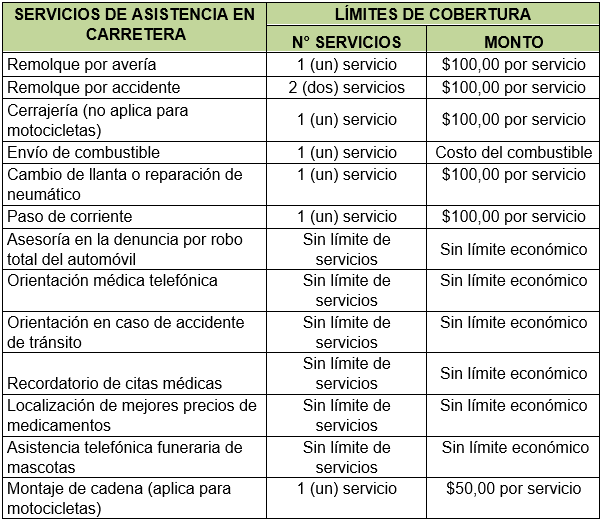 SERVICIOS DE ASISTENCIA EN
CARRETERA
LÍMITES DE COBERTURA
N° SERVICIOS
MONTO
Remolque por avería
1 (un) servicio
$100,00 por servicio
Remolque por accidente
2 (dos) servicios
$100,00 por servicio
Cerrajería (no aplica para
motocicletas)
1 (un) servicio
$100,00 por servicio
Envío de combustible
1 (un) servicio
Costo del combustible
Cambio de llanta o reparación de
neumático
1 (un) servicio
$100,00 por servicio
Paso de corriente
1 (un) servicio
$100,00 por servicio
Asesoría en la denuncia por robo
total del automóvil
Sin límite de
servicios
Sin límite económico
Orientación médica telefónica
Sin límite de
servicios
Sin límite económico
Orientación en caso de accidente
de tránsito
Sin límite de
servicios
Sin límite económico
Recordatorio de citas médicas
Sin límite de
servicios
Sin límite económico
Localización de mejores precios de
medicamentos
Sin límite de
servicios
Sin límite económico
Asistencia telefónica funeraria de
mascotas
Sin límite de
servicios
Sin límite económico
Montaje de cadena (aplica para
motocicletas)
1 (un) servicio
$50,00 por servicio